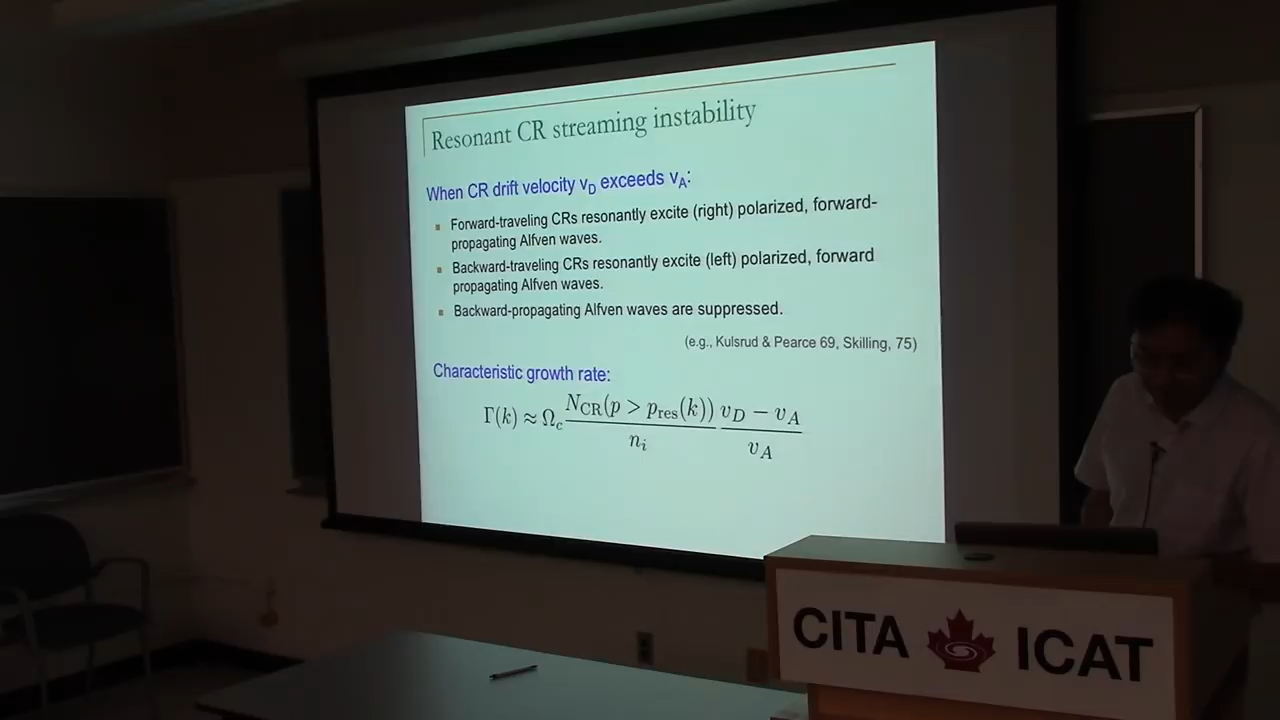 Resonant CR streaming instability
When CR drift velocity v_D exceeds v_A:
Forward-traveling CRs resonantly excite (right) polarized, forward-
propagating Alfven waves.
Backward-traveling CRs resonantly excite (left) polarized, forward
propagating Alfven waves.
Backward-propagating Alfven waves are suppressed.
(e.g., Kulsrud & Pearce 69, Skilling, 75)
Characteristic growth rate:
Γ(k) ≈ Ω_c N_CR(p > p_res(k))/n_i (v_D − v_A)/v_A
CITA ICAT